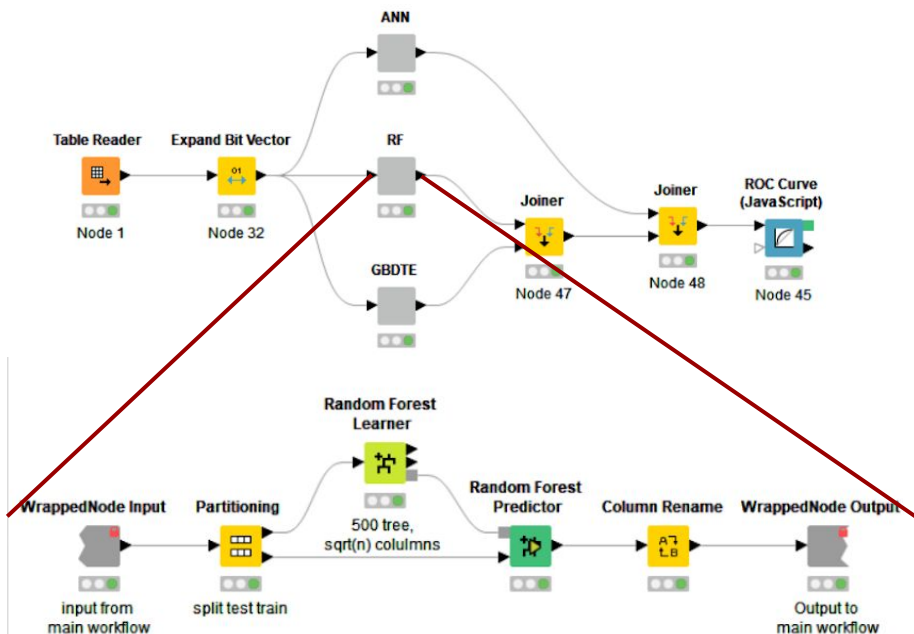 ANN
Table Reader
Expand Bit Vector
RF
Joiner
Joiner
ROC Curve
(JavaScript)
01
Node 1
Node 32
GBDTE
Node 47
Node 48
Node 45
Random Forest
Learner
WrappedNode Input
Partitioning
500 tree,
sqrt(n) colulmns
Random Forest
Predictor
Column Rename
WrappedNode Output
A
B
input from
main workflow
split test train
Output to
main workflow